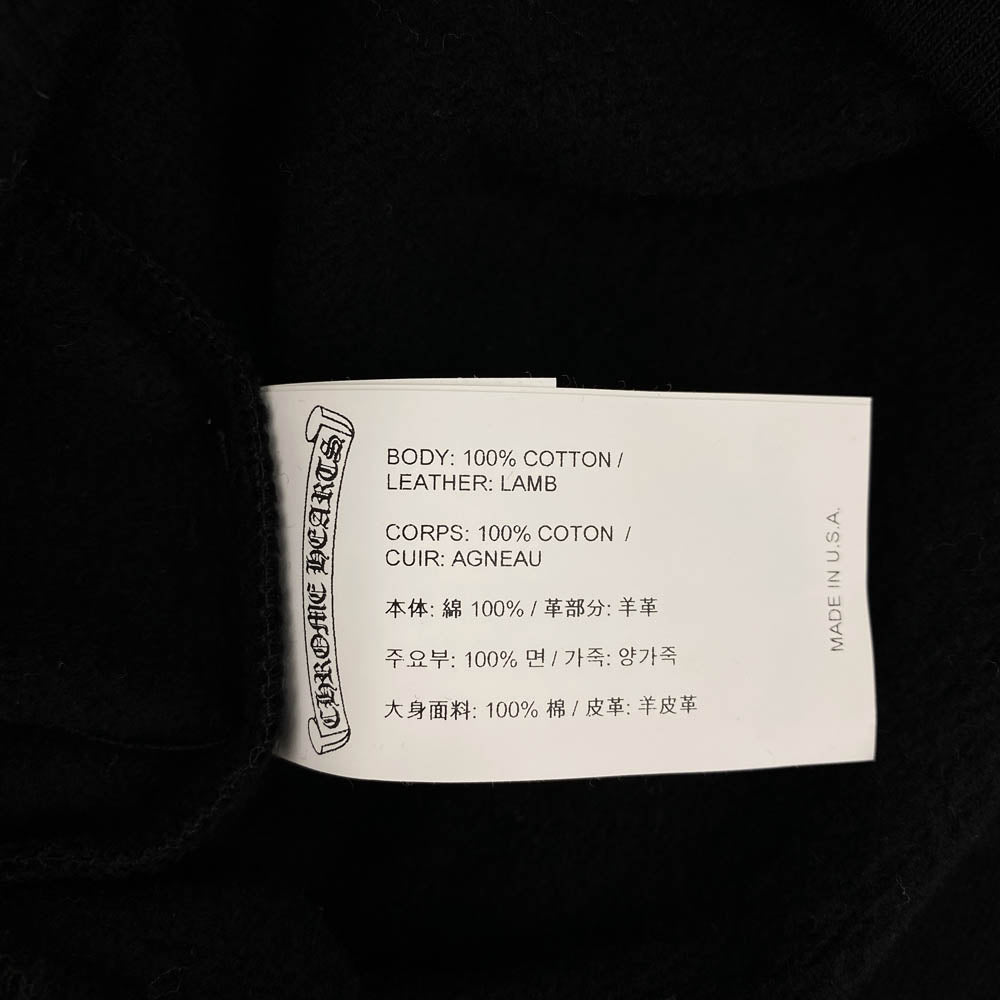 CHROME HEARTS
BODY: 100% COTTON /
LEATHER: LAMB
CORPS: 100% COTON /
CUIR: AGNEAU
本体: 綿 100% / 革部分: 羊革
주요부: 100% 면 / 가죽: 양가죽
大身面料: 100% 棉 / 皮革: 羊皮革
MADE IN U.S.A.